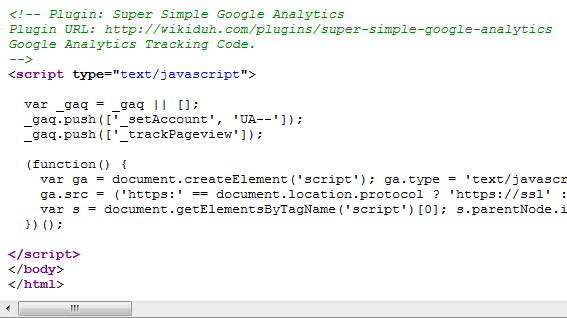 <!-- Plugin: Super Simple Google Analytics
Plugin URL: http://wikiduh.com/plugins/super-simple-google-analytics
Google Analytics Tracking Code.
-->
<script type="text/javascript">
var _gaq = _gaq || [];
_gaq.push(['_setAccount', 'UA--']);
_gaq.push(['_trackPageview']);
(function() {
var ga = document.createElement('script'); ga.type = 'text/javascr
ga.src = ('https:' == document.location.protocol ? 'https://ssl' :
var s = document.getElementsByTagName('script')[0]; s.parentNode.i
})();
</script>
</body>
</html>